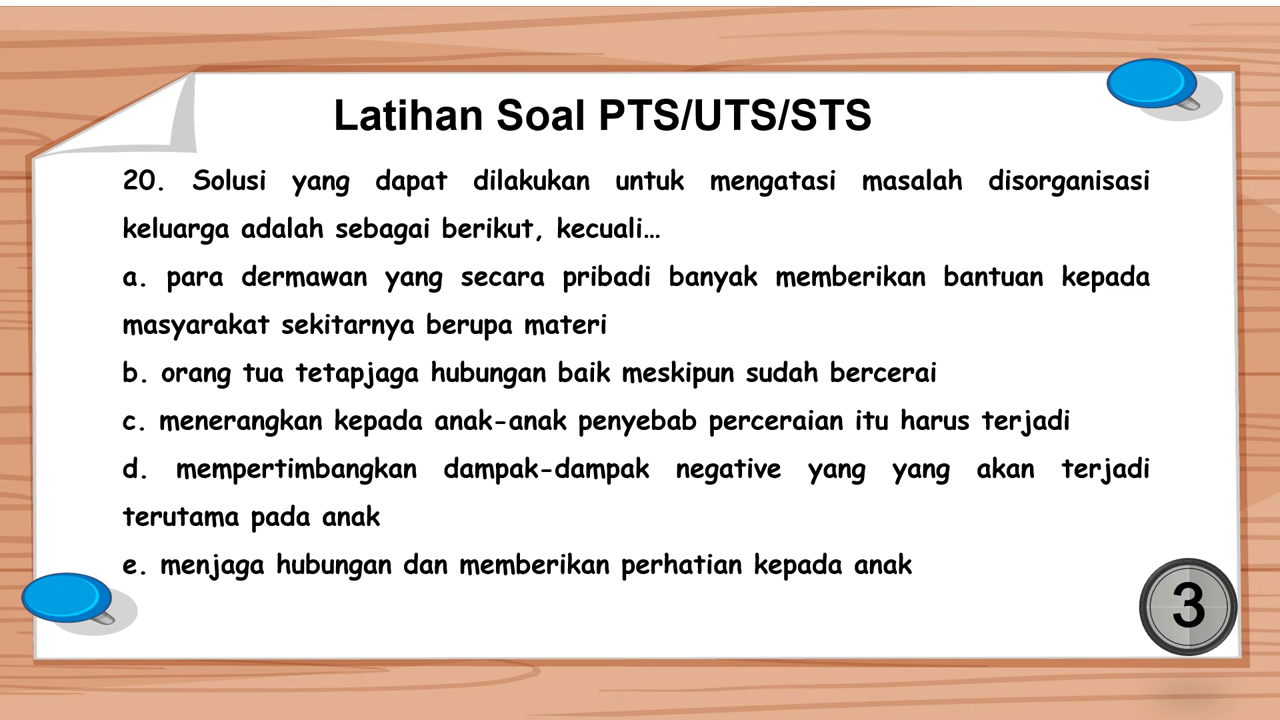 Latihan Soal PTS/UTS/STS
20. Solusi yang dapat dilakukan untuk mengatasi masalah disorganisasi
keluarga adalah sebagai berikut, kecuali...
a. para dermawan yang secara pribadi banyak memberikan bantuan kepada
masyarakat sekitarnya berupa materi
b. orang tua tetapjaga hubungan baik meskipun sudah bercerai
c. menerangkan kepada anak-anak penyebab perceraian itu harus terjadi
d. mempertimbangkan dampak-dampak negative yang yang akan terjadi
terutama pada anak
e. menjaga hubungan dan memberikan perhatian kepada anak
3